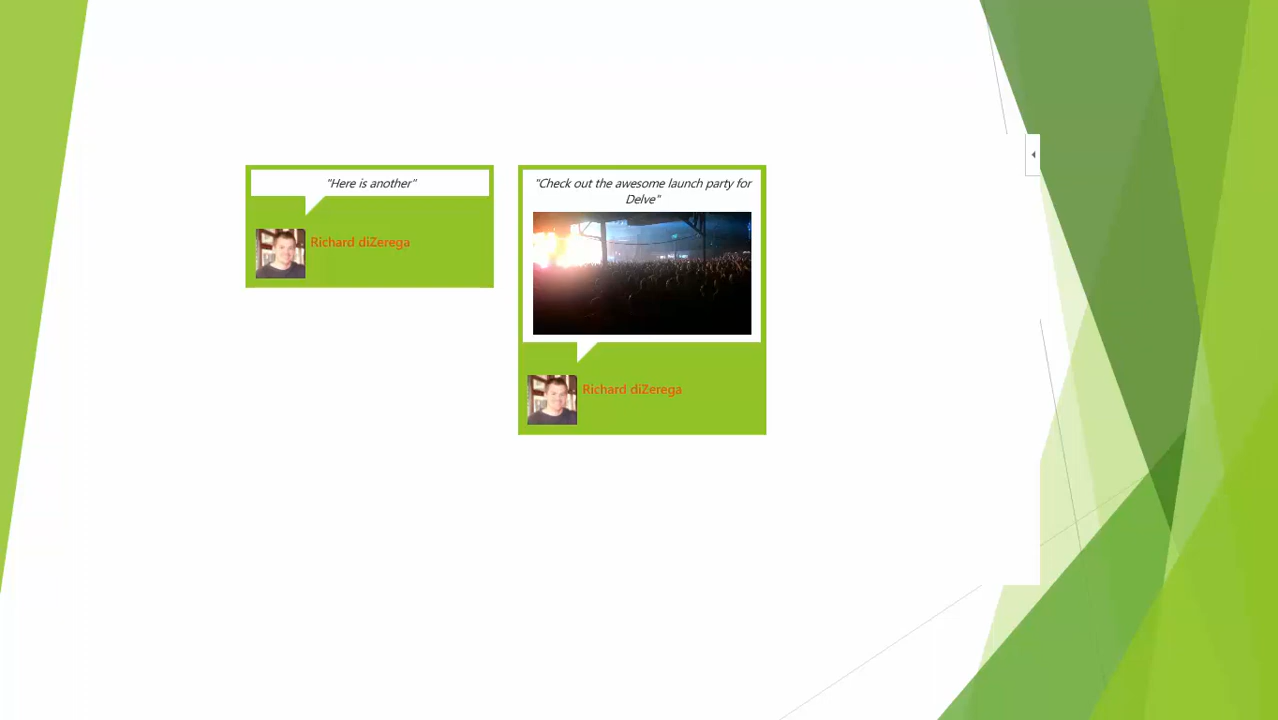 "Here is another"
Richard diZerega
"Check out the awesome launch party for
Delve"
Richard diZerega